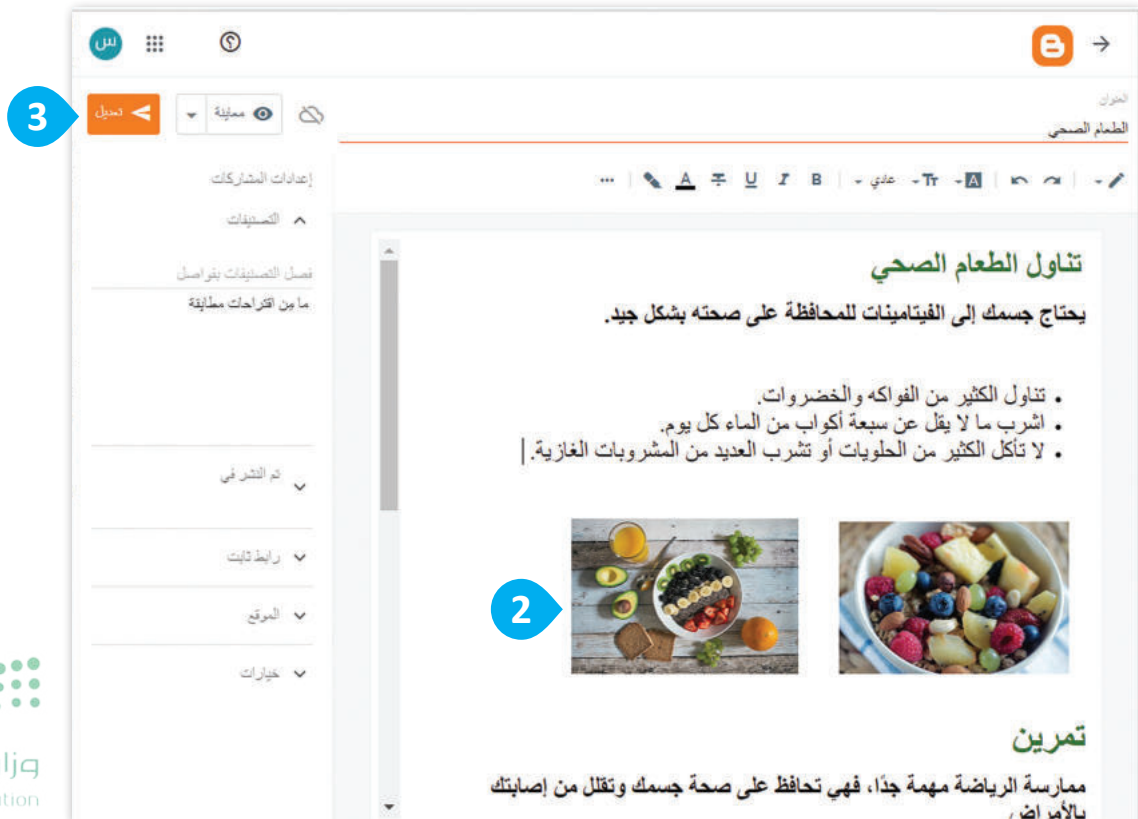 س
العنوان
الطعام الصحي
3
تعديل
معاينة
عادي
B I U A
إعدادات المشاركات
التصنيفات
فصل التصنيفات بفواصل
ما من اقتراحات مطابقة
تم النشر في
رابط ثابت
الموقع
خيارات
تناول الطعام الصحي
يحتاج جسمك إلى الفيتامينات للمحافظة على صحته بشكل جيد.
• تناول الكثير من الفواكه والخضروات.
• اشرب ما لا يقل عن سبعة أكواب من الماء كل يوم.
• لا تأكل الكثير من الحلويات أو تشرب العديد من المشروبات الغازية.
2
تمرين
ممارسة الرياضة مهمة جدًا، فهي تحافظ على صحة جسمك وتقلل من إصابتك
بالأمراض